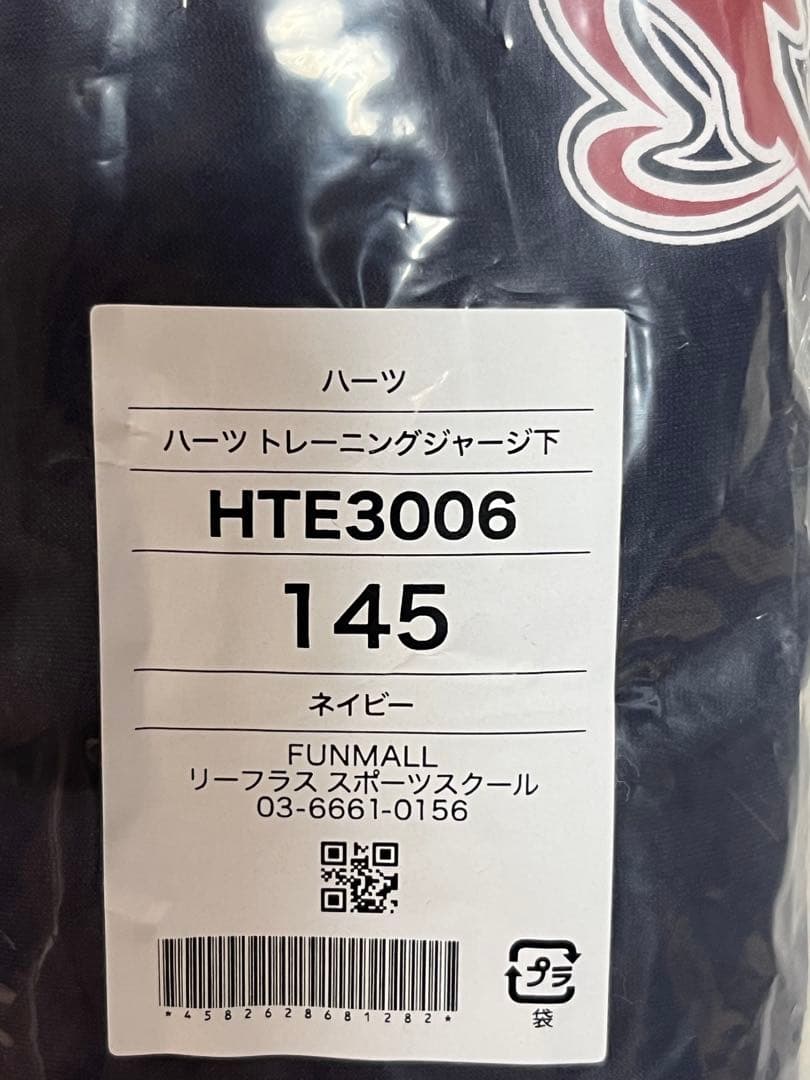 ハーツ
ハーツ トレーニングジャージ下
HTE3006
145
ネイビー
FUNMALL
リーフラス スポーツスクール
03-6661-0156
*4582628681282*
プラ
袋